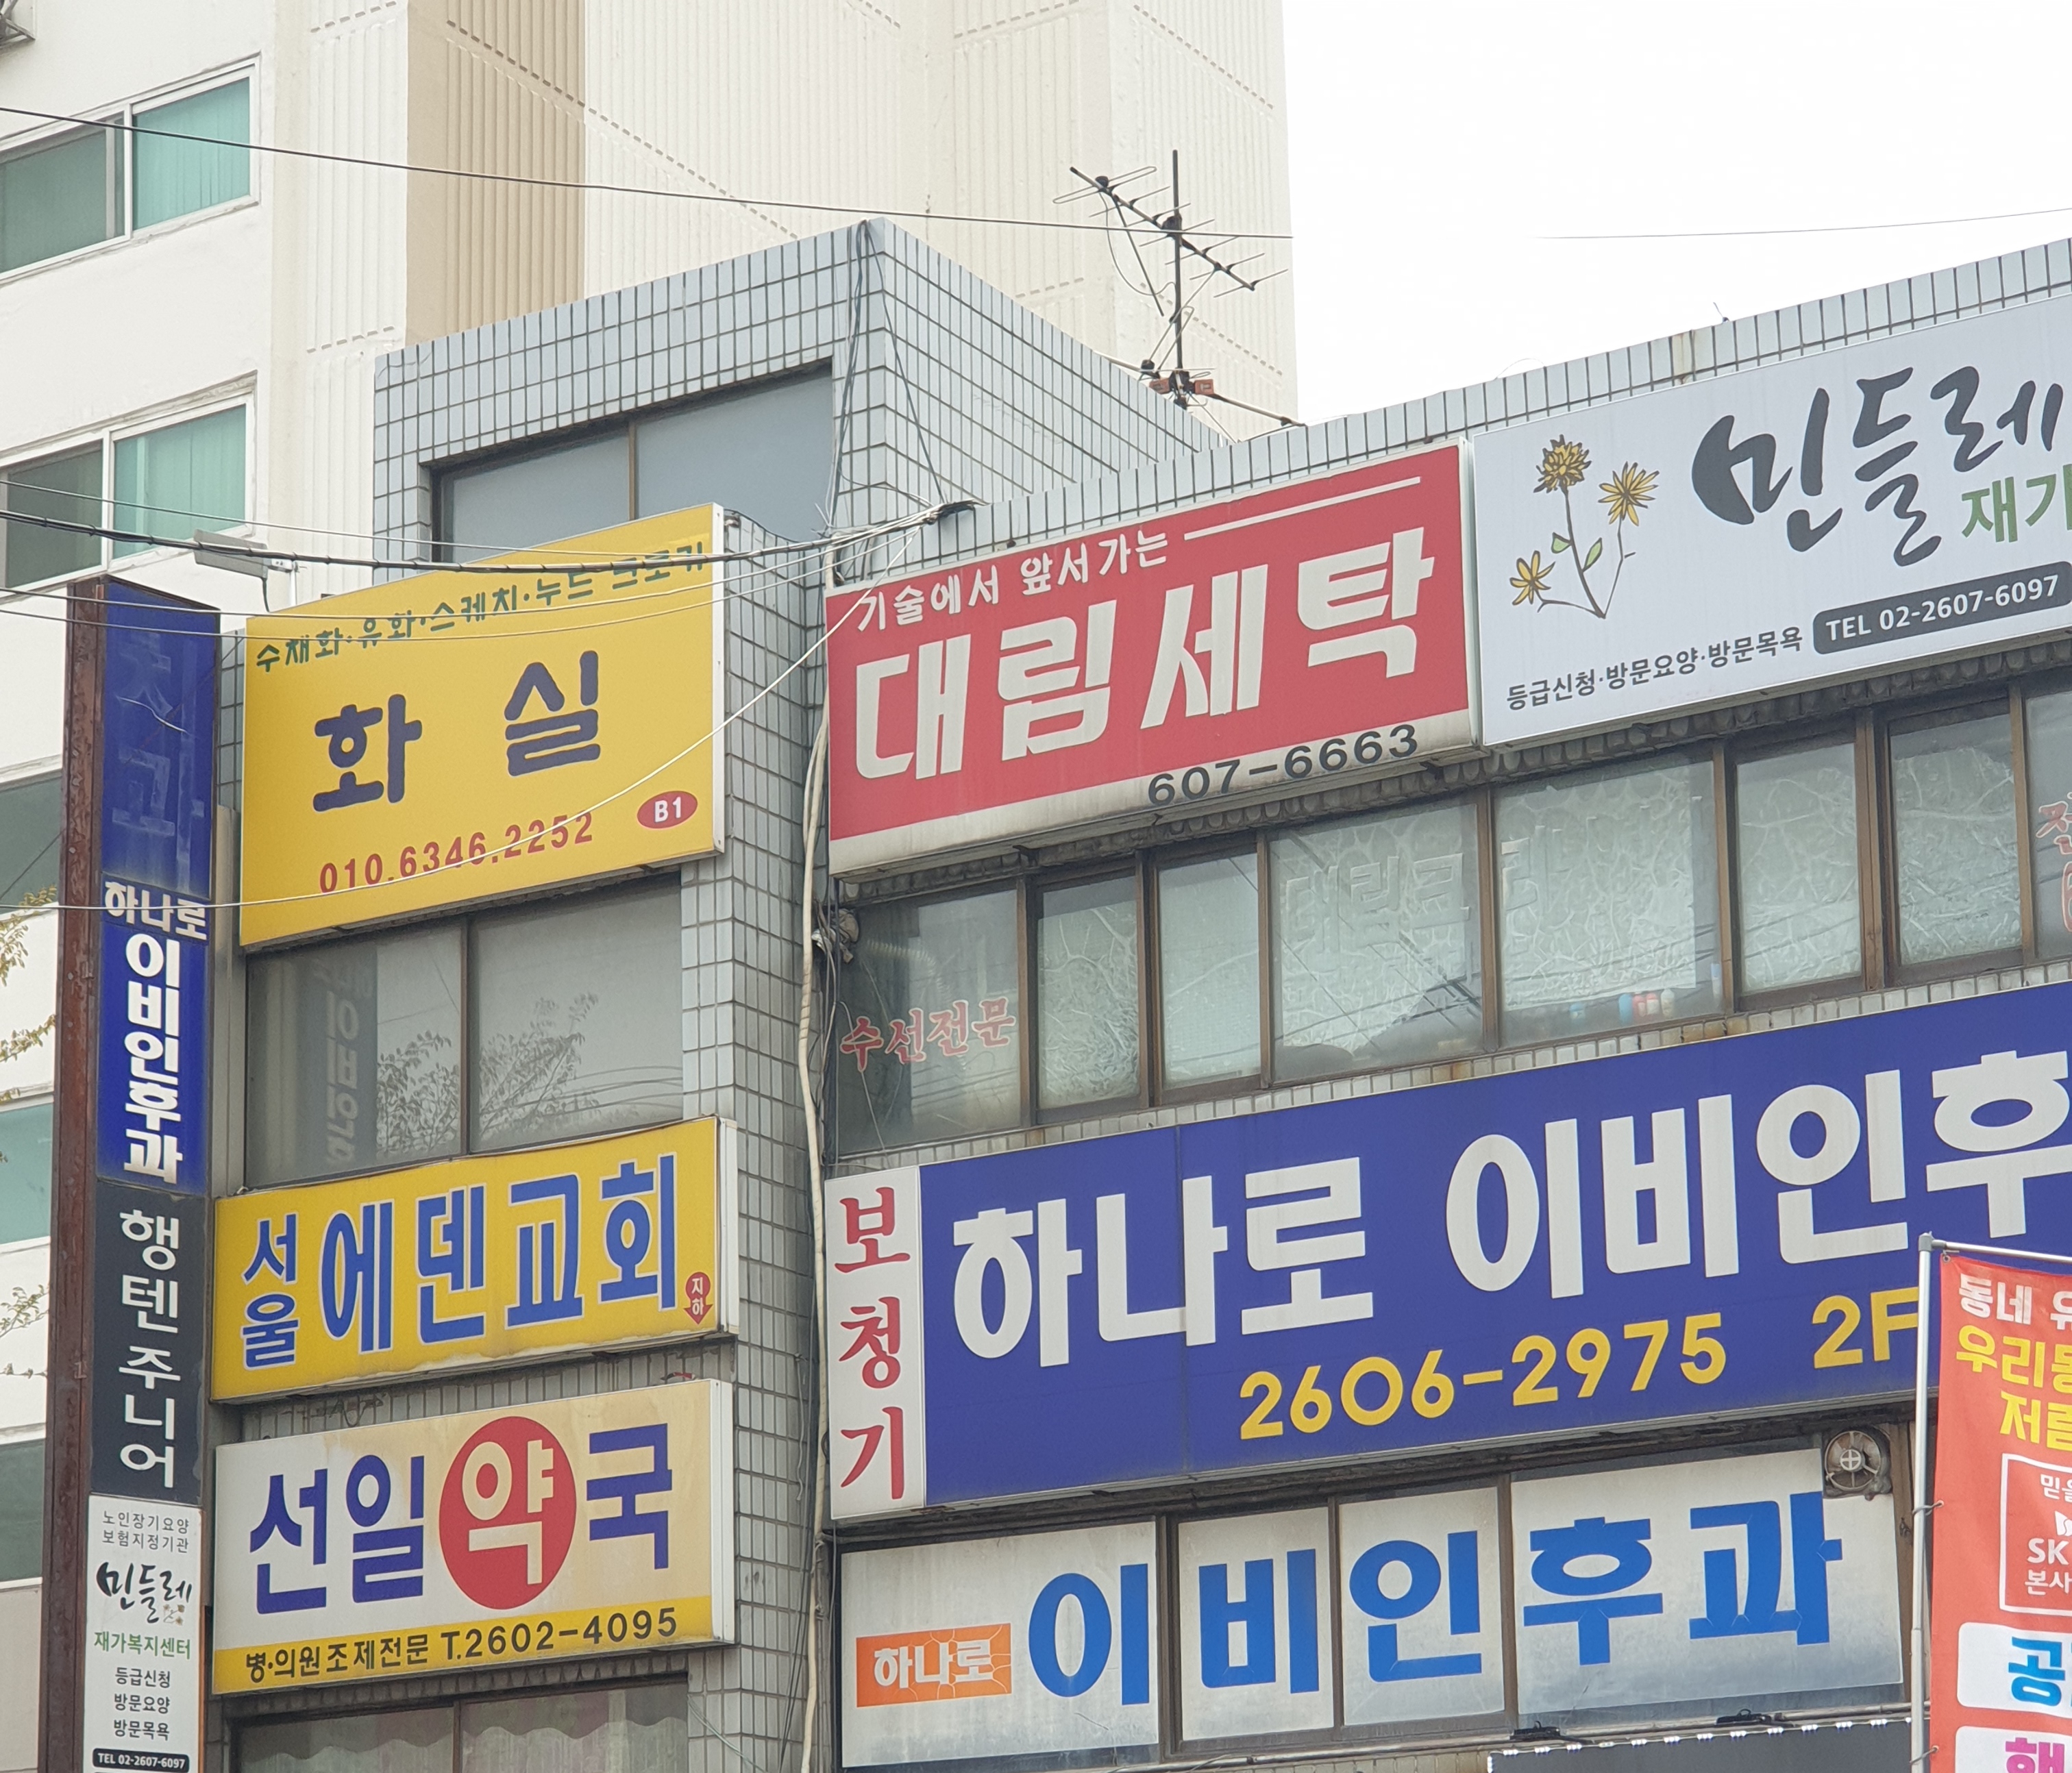 수채화·유화·스케치·누드 크로키
화실
010.6346.2252
B1
하나로
이비인후과
행텐주니어
노인장기요양
보험지정기관
민들레
재가복지센터
등급신청
방문요양
방문목욕
TEL 02-2607-6097
서울에덴교회
지하
선일약국
병·의원조제전문 T.2602-4095
기술에서 앞서가는
대림세탁
607-6663
민들레
재가
등급신청·방문요양·방문목욕
TEL 02-2607-6097
수선전문
보청기
하나로 이비인후
2606-2975 2F
하나로
이비인후과
동네
SK
본사
공